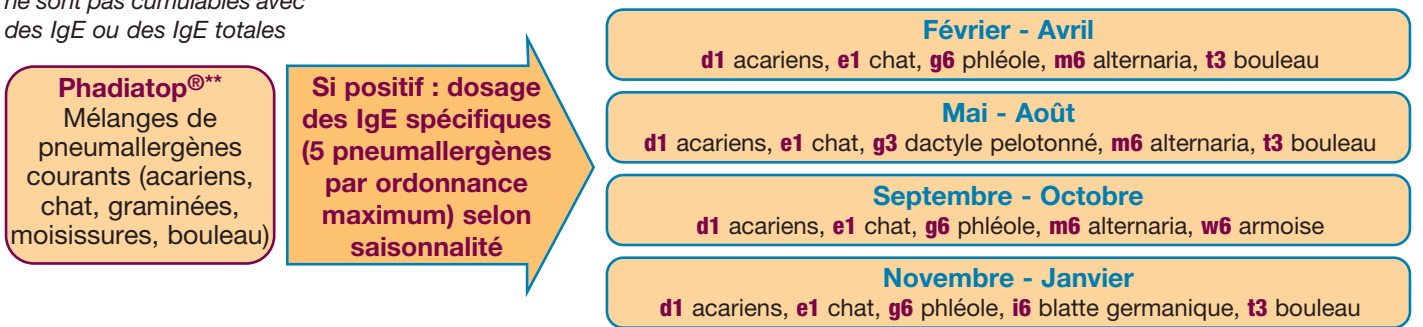 ne sont pas cumulables avec
des IgE ou des IgE totales
Phadiatop®**
Mélanges de
pneumallergènes
courants (acariens,
chat, graminées,
moisissures, bouleau)
Si positif : dosage
des IgE spécifiques
(5 pneumallergènes
par ordonnance
maximum) selon
saisonnalité
Février - Avril
d1 acariens, e1 chat, g6 phléole, m6 alternaria, t3 bouleau
Mai - Août
d1 acariens, e1 chat, g3 dactyle pelotonné, m6 alternaria, t3 bouleau
Septembre - Octobre
d1 acariens, e1 chat, g6 phléole, m6 alternaria, w6 armoise
Novembre - Janvier
d1 acariens, e1 chat, g6 phléole, i6 blatte germanique, t3 bouleau